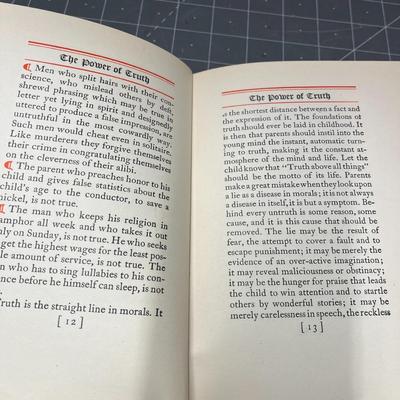 The Power of Truth
¶ Men who split hairs with their con-
science, who mislead others by deft,
shrewd phrasing which may be true in
letter yet lying in spirit and designedly
uttered to produce a false impression, are
untruthful in the most cowardly way.
Such men would cheat even in solitaire.
Like murderers they forgive themselves
their crime in congratulating themselves
on the cleverness of their alibi.
¶ The parent who preaches honor to his
child and gives false statistics about the
child's age to the conductor, to save a
nickel, is not true.
¶ The man who keeps his religion in
camphor all week and who takes it out
only on Sunday, is not true. He who seeks
get the highest wages for the least pos-
le amount of service, is not true. The
n who has to sing lullabies to his con-
ence before he himself can sleep, is not
Truth is the straight line in morals. It
[ 12 ]
The Power of Truth
is the shortest distance between a fact and
the expression of it. The foundations of
truth should ever be laid in childhood. It
is then that parents should instil into the
young mind the instant, automatic turn-
ing to truth, making it the constant at-
mosphere of the mind and life. Let the
child know that "Truth above all things"
should be the motto of its life. Parents
make a great mistake when they look upon
a lie as a disease in morals; it is not always
a disease in itself, it is but a symptom. Be-
hind every untruth is some reason, some
cause, and it is this cause that should be
removed. The lie may be the result of
fear, the attempt to cover a fault and to
escape punishment; it may be merely the
evidence of an over-active imagination;
it may reveal maliciousness or obstinacy;
it may be the hunger for praise that leads
the child to win attention and to startle
others by wonderful stories; it may be
merely carelessness in speech, the reckless
[ 13 ]